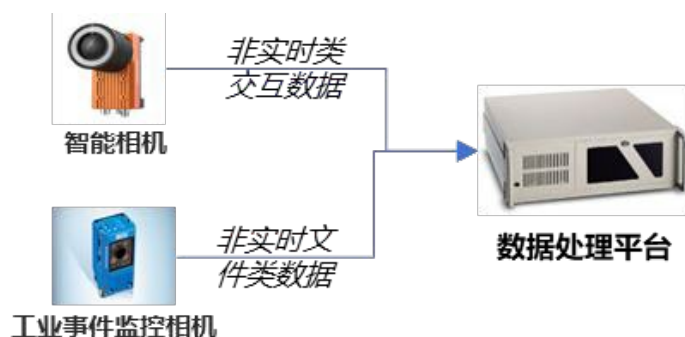 非实时类
交互数据
智能相机
非实时文
件类数据
数据处理平台
工业事件监控相机